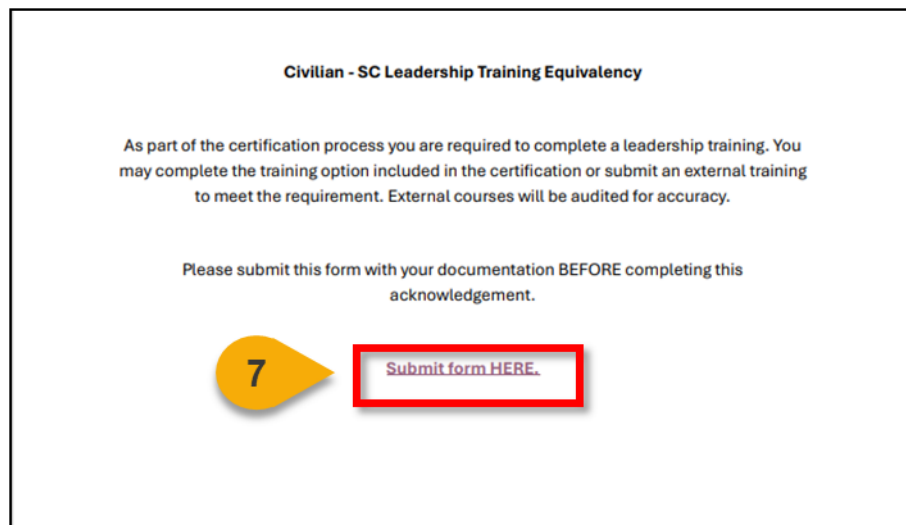 Civilian - SC Leadership Training Equivalency
As part of the certification process you are required to complete a leadership training. You
may complete the training option included in the certification or submit an external training
to meet the requirement. External courses will be audited for accuracy.
Please submit this form with your documentation BEFORE completing this
acknowledgement.
7
Submit form HERE.